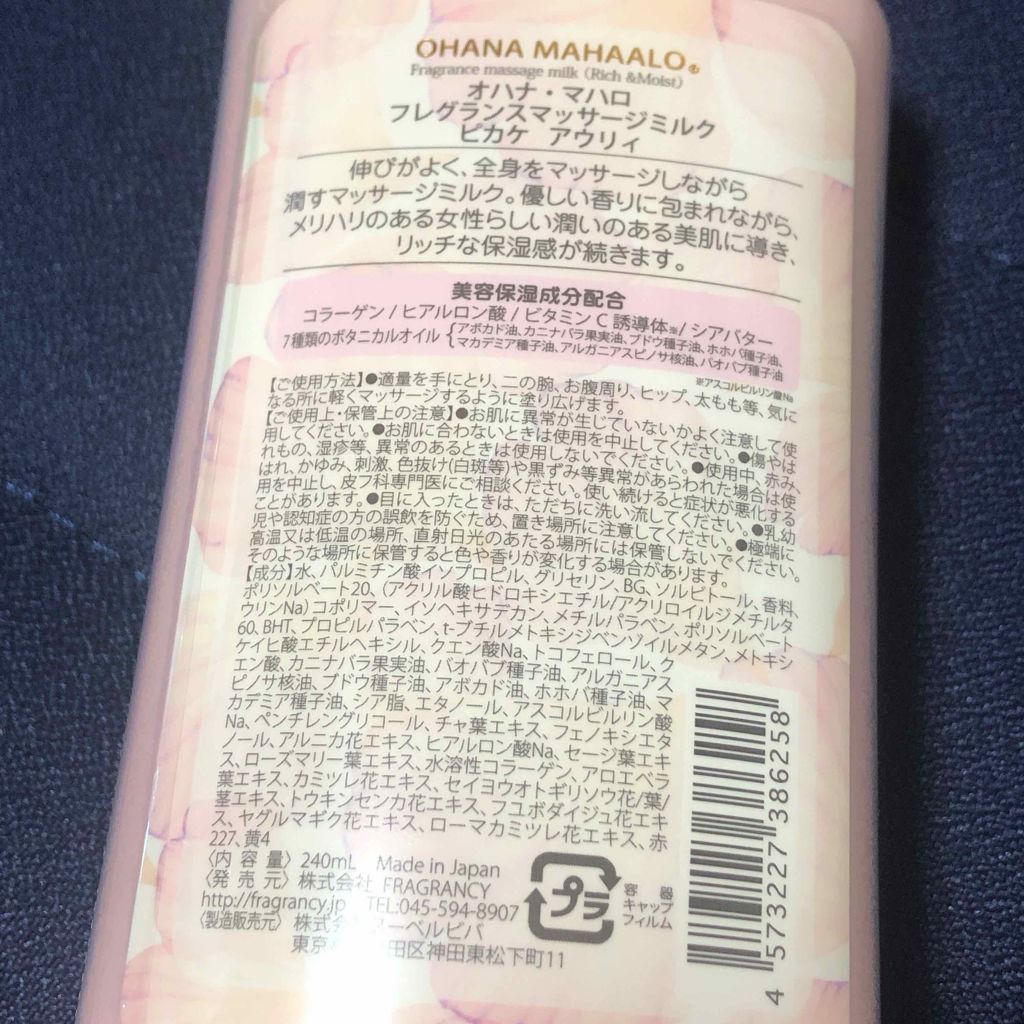 OHANA MAHAALO
Fragrance massage milk (Rich &Moist)
オハナ・マハロ
フレグランスマッサージミルク
ピカケ アウリィ
伸びがよく、全身をマッサージしながら
潤すマッサージミルク。優しい香りに包まれながら、
メリハリのある女性らしい潤いのある美肌に導き、
リッチな保湿感が続きます。
美容保湿成分配合
コラーゲン/ヒアルロン酸/ビタミンC誘導体※/シアバター
7種類のボタニカルオイル{アボカド油、カニナバラ果実油、ブドウ種子油、ホホバ種子油、
マカデミア種子油、アルガニアスピノサ核油、バオバブ種子油
※アスコルビルリン酸Na
【ご使用方法】●適量を手にとり、二の腕、お腹周り、ヒップ、太もも等、気に
なる所に軽くマッサージするように塗り広げます。
【ご使用上・保管上の注意】●お肌に異常が生じていないかよく注意して使
用してください。●お肌に合わないときは使用を中止してください。●傷やは
れもの、湿疹等、異常のあるときは使用しないでください。●使用中、赤み、
はれ、かゆみ、刺激、色抜け(白斑等)や黒ずみ等異常があらわれた場合は使
用を中止し、皮フ科専門医にご相談ください。使い続けると症状が悪化する
ことがあります。●目に入ったときは、ただちに洗い流してください。●乳幼
児や認知症の方の誤飲を防ぐため、置き場所に注意してください。●極端に
高温又は低温の場所、直射日光のあたる場所には保管しないでください。
そのような場所に保管すると色や香りが変化する場合があります。
【成分】水、パルミチン酸イソプロピル、グリセリン、BG、ソルビトール、香料、
ポリソルベート20、(アクリル酸ヒドロキシエチル/アクリロイルジメチルタ
ウリンNa)コポリマー、イソヘキサデカン、メチルパラベン、ポリソルベート
60、BHT、プロピルパラベン、t-ブチルメトキシジベンゾイルメタン、メトキシ
ケイヒ酸エチルヘキシル、クエン酸Na、トコフェロール、ク
エン酸、カニナバラ果実油、バオバブ種子油、アルガニアス
ピノサ核油、ブドウ種子油、アボカド油、ホホバ種子油、マ
カデミア種子油、シア脂、エタノール、アスコルビルリン酸
Na、ペンチレングリコール、チャ葉エキス、フェノキシエタ
ノール、アルニカ花エキス、ヒアルロン酸Na、セージ葉エキ
ス、ローズマリー葉エキス、水溶性コラーゲン、アロエベラ
葉エキス、カミツレ花エキス、セイヨウオトギリソウ花/葉/
茎エキス、トウキンセンカ花エキス、フユボダイジュ花エキ
ス、ヤグルマギク花エキス、ローマカミツレ花エキス、赤
227、黄4
〈内 容 量〉 240mL Made in Japan
〈発 売 元〉 株式会社 FRAGRANCY
http://fragrancy.jp TEL:045-594-8907
〈製造販売元〉 株式会 ーベルビバ
東京 田区神田東松下町11
プラ
容 器
キャップ
フィルム
4 573227 386258